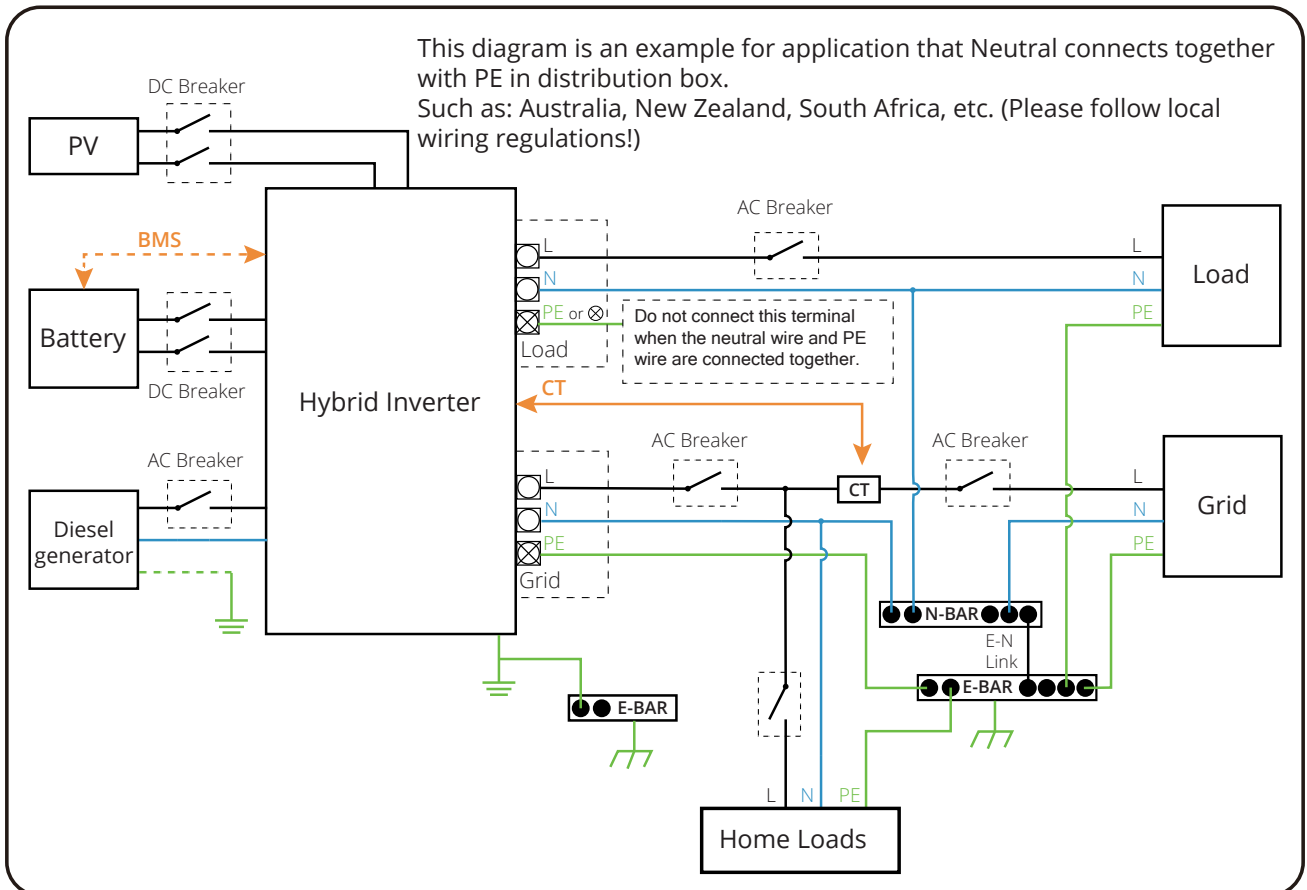 This diagram is an example for application that Neutral connects together
with PE in distribution box.
Such as: Australia, New Zealand, South Africa, etc. (Please follow local
wiring regulations!)
DC Breaker
PV
BMS
Battery
DC Breaker
AC Breaker
Diesel
generator
Hybrid Inverter
L
N
PE or ⊗
Load
Do not connect this terminal
when the neutral wire and PE
wire are connected together.
AC Breaker
L
N
PE
Load
CT
AC Breaker
CT
AC Breaker
L
N
PE
Grid
L
N
PE
Grid
N-BAR
E-N
Link
E-BAR
E-BAR
L
N
PE
Home Loads